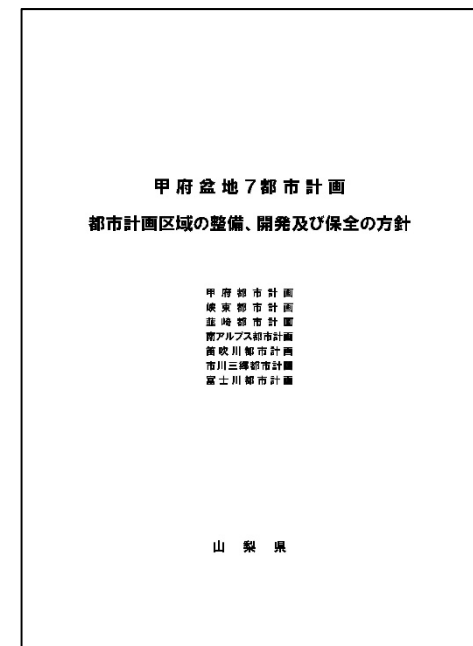 甲府盆地7都市計画
都市計画区域の整備、開発及び保全の方針
甲府都市計画
峡東都市計画
韮崎都市計画
南アルプス都市計画
笛吹川都市計画
市川三郷都市計画
富士川都市計画
山梨県